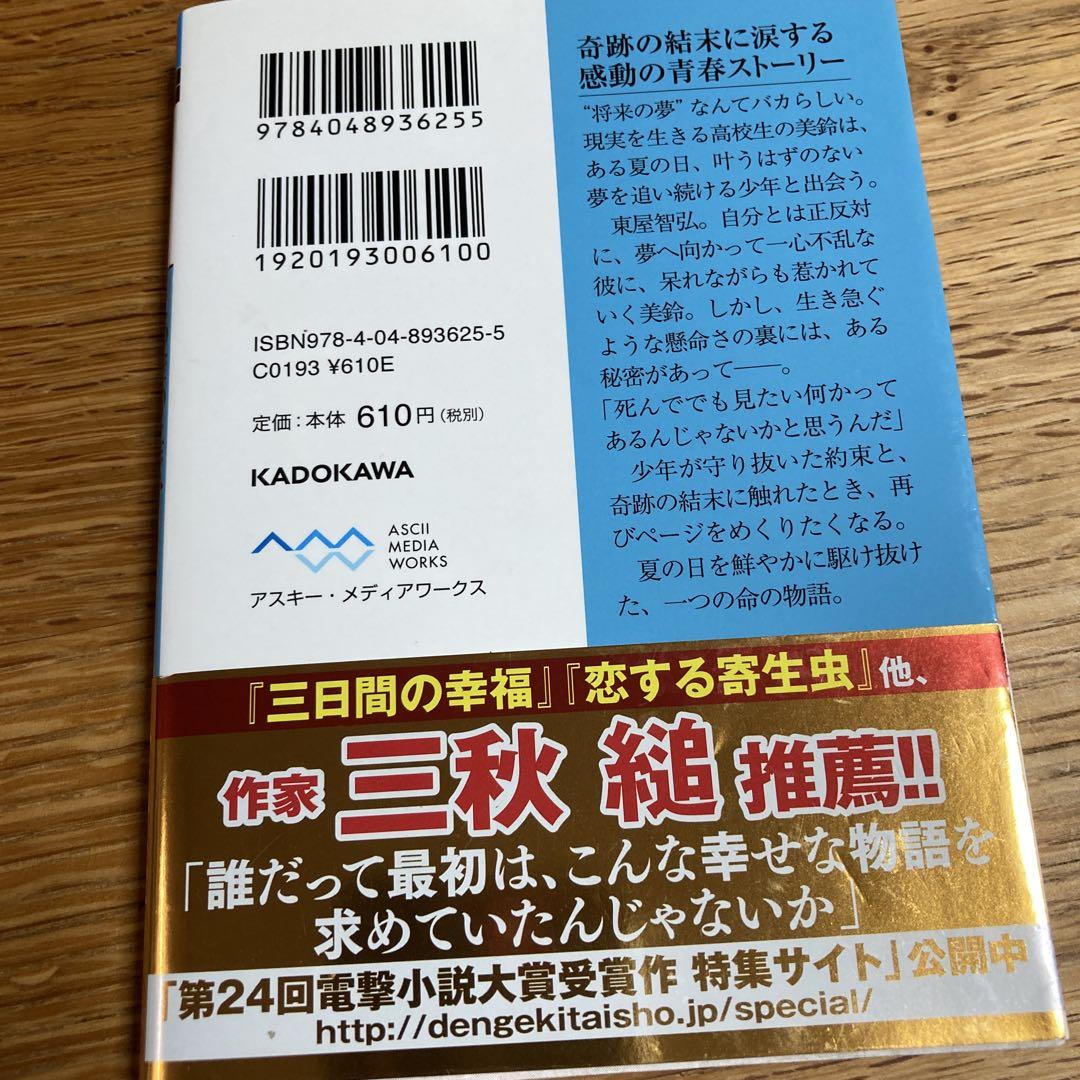 9784048936255
1920193006100
ISBN978-4-04-893625-5
C0193 ¥610E
定価：本体 610円（税別）
KADOKAWA
ASCII
MEDIA
WORKS
アスキー・メディアワークス
奇跡の結末に涙する
感動の青春ストーリー
“将来の夢” なんてバカらしい。
現実を生きる高校生の美鈴は、
ある夏の日、叶うはずのない
夢を追い続ける少年と出会う。
東屋智弘。自分とは正反対
に、夢へ向かって一心不乱な
彼に、呆れながらも惹かれて
いく美鈴。しかし、生き急ぐ
ような懸命さの裏には、ある
秘密があって──。
「死んででも見たい何かって
あるんじゃないかと思うんだ」
少年が守り抜いた約束と、
奇跡の結末に触れたとき、再
びページをめくりたくなる。
夏の日を鮮やかに駆け抜け
た、一つの命の物語。
『三日間の幸福』『恋する寄生虫』他、
作家 三秋 縋 推薦!!
「誰だって最初は、こんな幸せな物語を
求めていたんじゃないか」
「第24回電撃小説大賞受賞作 特集サイト」公開中
http://dengekitaisho.jp/special/